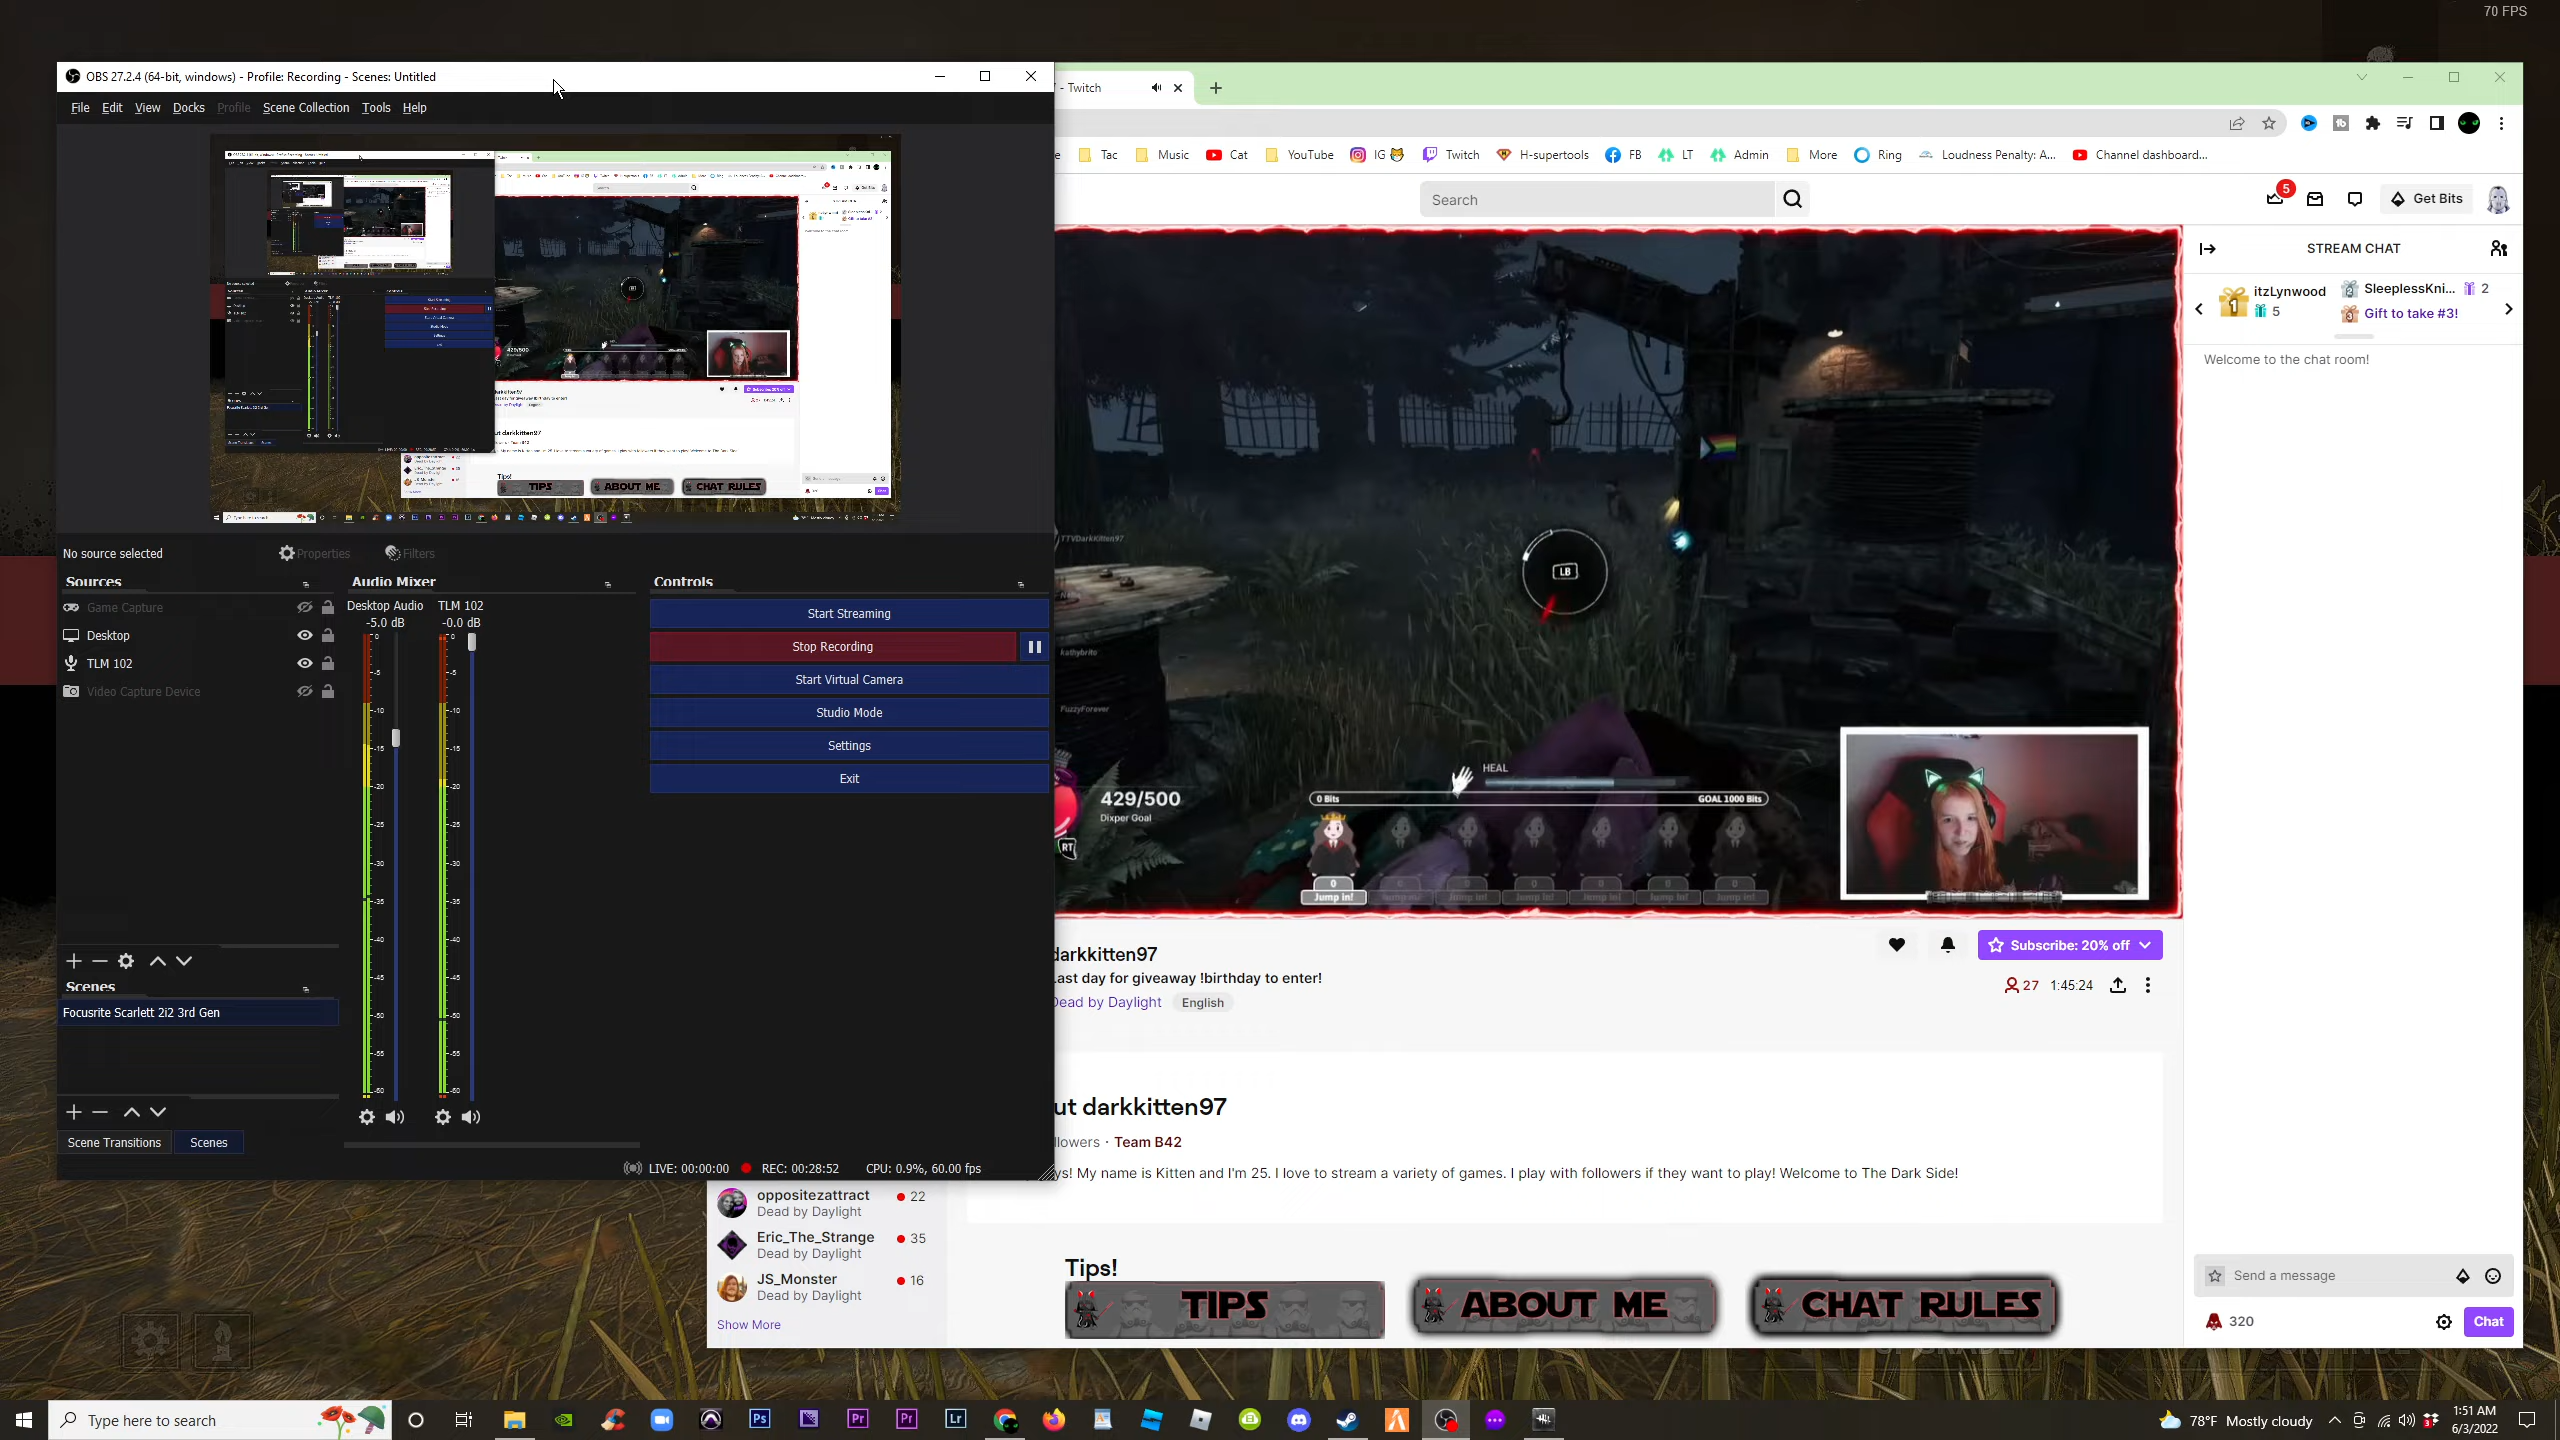 70 FPS
OBS 27.2.4 (64-bit, windows) - Profile: Recording - Scenes: Untitled
File Edit View Docks Profile Scene Collection Tools Help
No source selected
Properties
Filters
Sources
Game Capture
Desktop
TLM 102
Video Capture Device
Audio Mixer
Desktop Audio
-5.0 dB
TLM 102
-0.0 dB
Controls
Start Streaming
Stop Recording
Start Virtual Camera
Studio Mode
Settings
Exit
Scenes
Focusrite Scarlett 2i2 3rd Gen
Scene Transitions
Scenes
LIVE: 00:00:00
REC: 00:28:52
CPU: 0.9%, 60.00 fps
- Twitch
Tac
Music
Cat
YouTube
IG
Twitch
H-supertools
FB
LT
Admin
More
Ring
Loudness Penalty: A...
Channel dashboard...
Search
5
Get Bits
STREAM CHAT
itzLynwood
5
SleeplessKni... 2
Gift to take #3!
Welcome to the chat room!
TTVDarkKitten97
kathybrito
FuzzyForever
LB
HEAL
0 Bits
GOAL 1000 Bits
429/500
Dixper Goal
RT
Jump in!
darkkitten97
Last day for giveaway !birthday to enter!
Dead by Daylight
English
Subscribe: 20% off
27
1:45:24
ut darkkitten97
llowers · Team B42
ys! My name is Kitten and I'm 25. I love to stream a variety of games. I play with followers if they want to play! Welcome to The Dark Side!
oppositezattract 22
Dead by Daylight
Eric_The_Strange 35
Dead by Daylight
JS_Monster 16
Dead by Daylight
Show More
Tips!
TIPS
ABOUT ME
CHAT RULES
Send a message
320
Chat
Type here to search
Ps
Pr
Pr
Lr
78°F Mostly cloudy
1:51 AM
6/3/2022